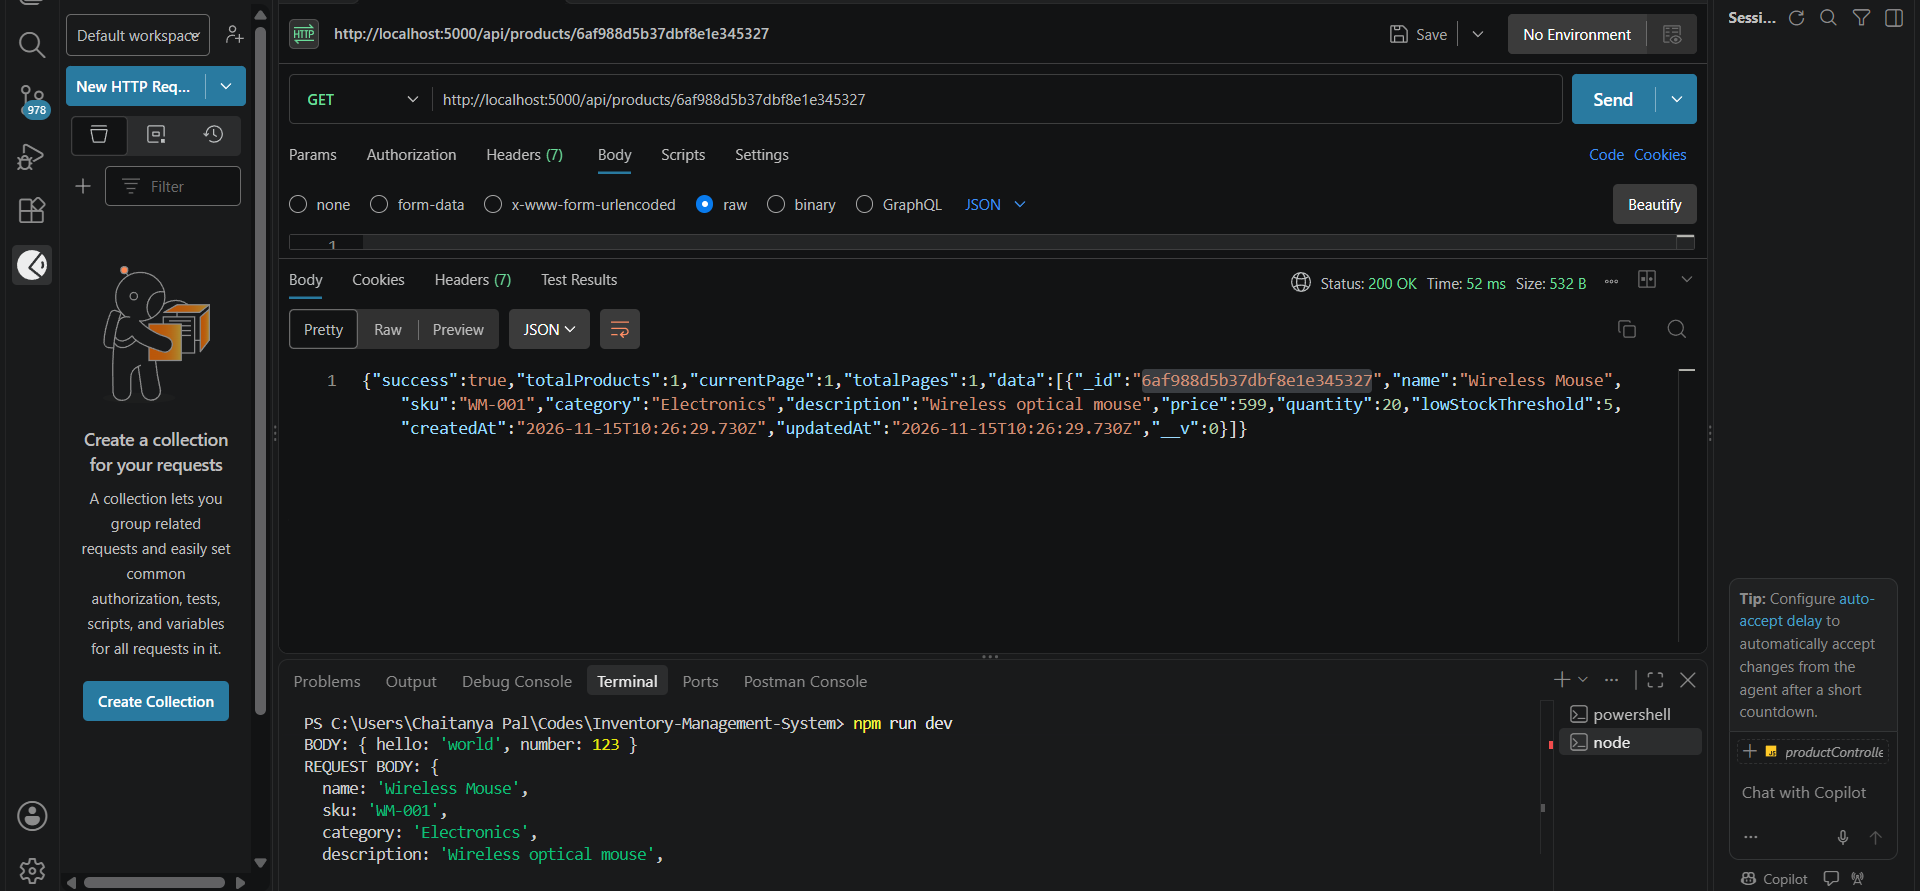 Default workspace
New HTTP Req...
978
Filter
Create a collection
for your requests
A collection lets you
group related
requests and easily set
common
authorization, tests,
scripts, and variables
for all requests in it.
Create Collection
HTTP
http://localhost:5000/api/products/6af988d5b37dbf8e1e345327
Save
No Environment
GET
http://localhost:5000/api/products/6af988d5b37dbf8e1e345327
Send
Params Authorization Headers (7) Body Scripts Settings
Code Cookies
none form-data x-www-form-urlencoded raw binary GraphQL JSON
Beautify
1
Body Cookies Headers (7) Test Results
Status: 200 OK Time: 52 ms Size: 532 B
Pretty Raw Preview JSON
1 {"success":true,"totalProducts":1,"currentPage":1,"totalPages":1,"data":[{"_id":"6af988d5b37dbf8e1e345327","name":"Wireless Mouse",
"sku":"WM-001","category":"Electronics","description":"Wireless optical mouse","price":599,"quantity":20,"lowStockThreshold":5,
"createdAt":"2026-11-15T10:26:29.730Z","updatedAt":"2026-11-15T10:26:29.730Z","__v":0}]}
Problems Output Debug Console Terminal Ports Postman Console
PS C:\Users\Chaitanya Pal\Codes\Inventory-Management-System> npm run dev
BODY: { hello: 'world', number: 123 }
REQUEST BODY: {
name: 'Wireless Mouse',
sku: 'WM-001',
category: 'Electronics',
description: 'Wireless optical mouse',
powershell
node
Sessi...
Tip: Configure auto-
accept delay to
automatically accept
changes from the
agent after a short
countdown.
JS productControlle
Chat with Copilot
Copilot